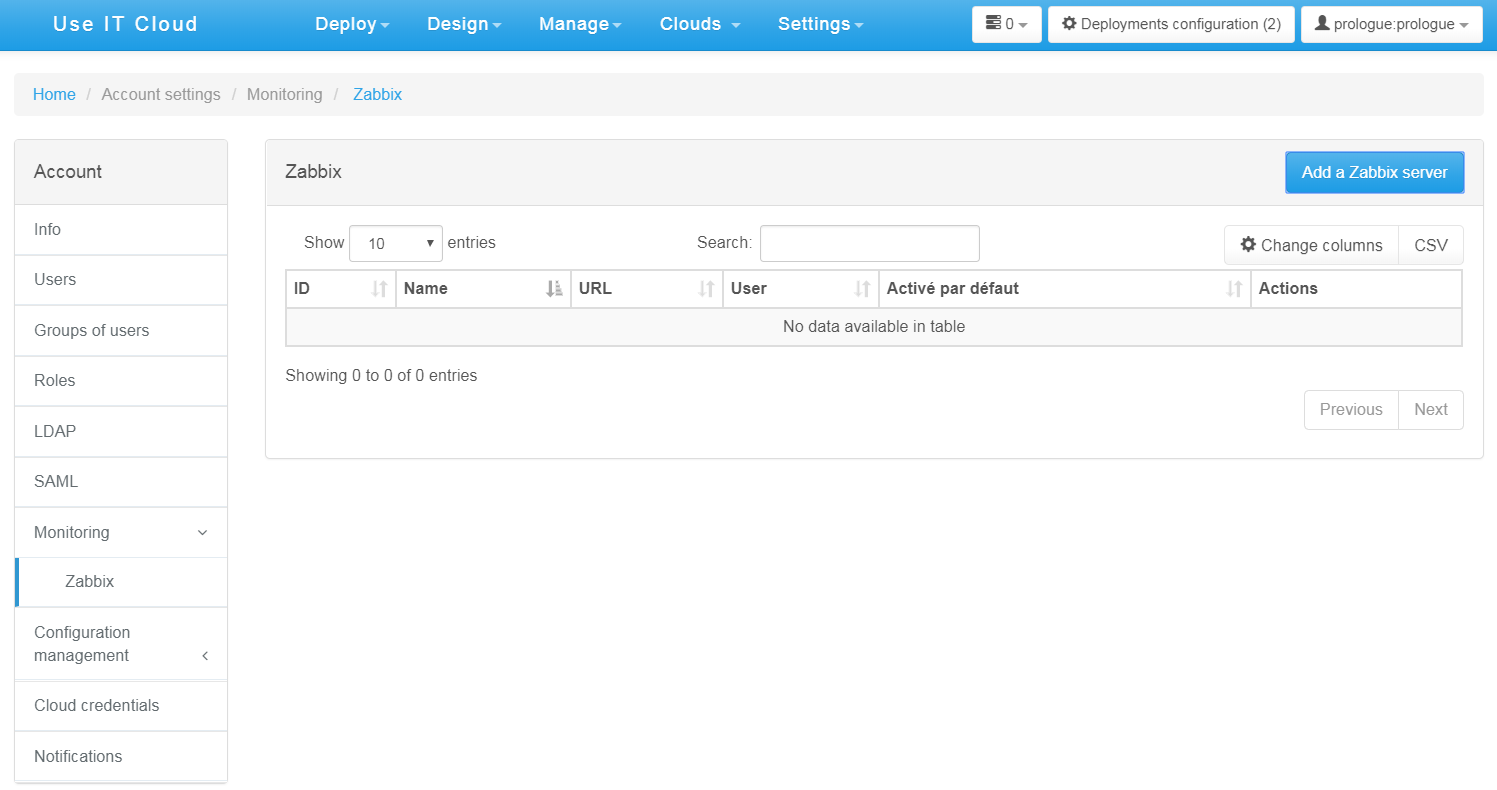 Use IT Cloud Deploy Design Manage Clouds Settings 0 Deployments configuration (2) prologue:prologue
Home / Account settings / Monitoring / Zabbix
Account
Info
Users
Groups of users
Roles
LDAP
SAML
Monitoring
Zabbix
Configuration
management
Cloud credentials
Notifications
Zabbix Add a Zabbix server
Show 10 entries Search: Change columns CSV
ID Name URL User Activé par défaut Actions
No data available in table
Showing 0 to 0 of 0 entries
Previous Next